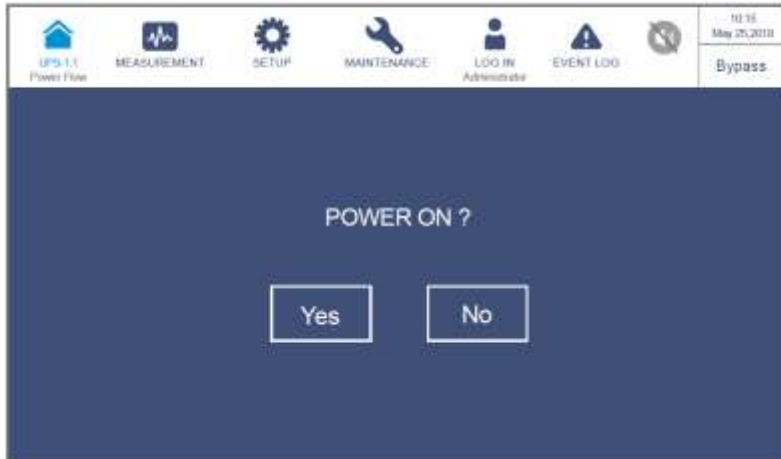 UPS-1.1
Power Flow
MEASUREMENT
SETUP
MAINTENANCE
LOG IN
Administrator
EVENT LOG
10:15
May 25,2018
Bypass
POWER ON ?
Yes
No